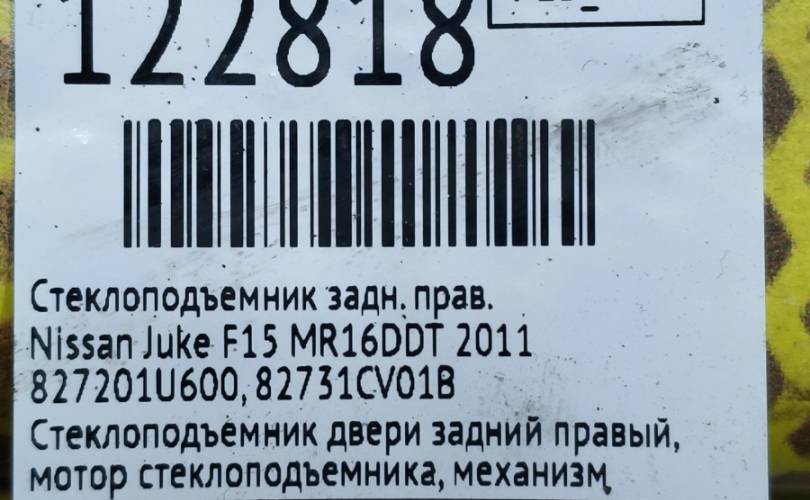 122818
Стеклоподъемник задн. прав.
Nissan Juke F15 MR16DDT 2011
827201U600, 82731CV01B
Стеклоподъемник двери задний правый,
мотор стеклоподъемника, механизм